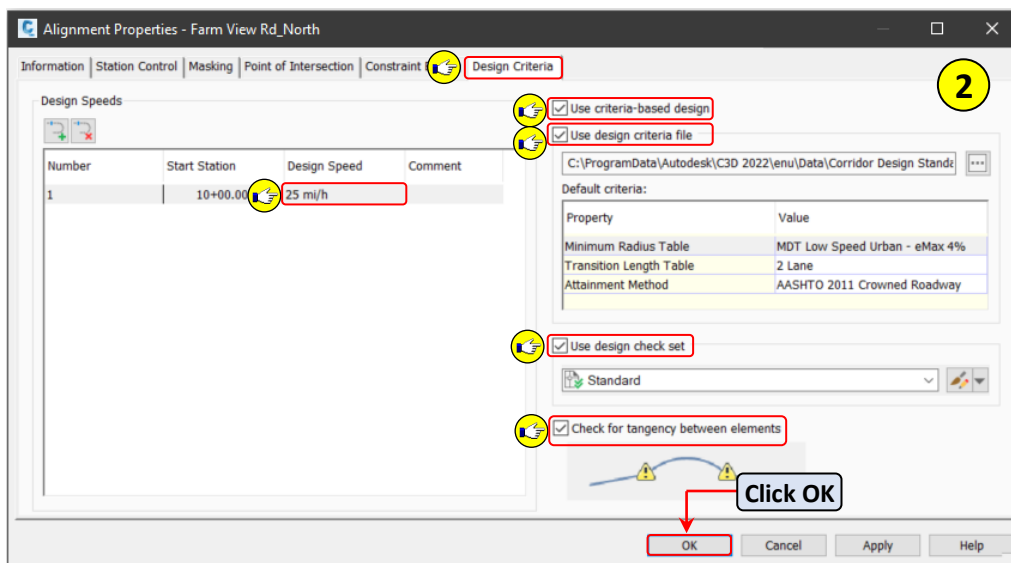 Alignment Properties - Farm View Rd_North
Information Station Control Masking Point of Intersection Constraint Design Criteria
2
Design Speeds
Number Start Station Design Speed Comment
1 10+00.00 25 mi/h
Use criteria-based design
Use design criteria file
C:\ProgramData\Autodesk\C3D 2022\enu\Data\Corridor Design Standa
Default criteria:
Property Value
Minimum Radius Table MDT Low Speed Urban - eMax 4%
Transition Length Table 2 Lane
Attainment Method AASHTO 2011 Crowned Roadway
Use design check set
Standard
Check for tangency between elements
Click OK
OK Cancel Apply Help